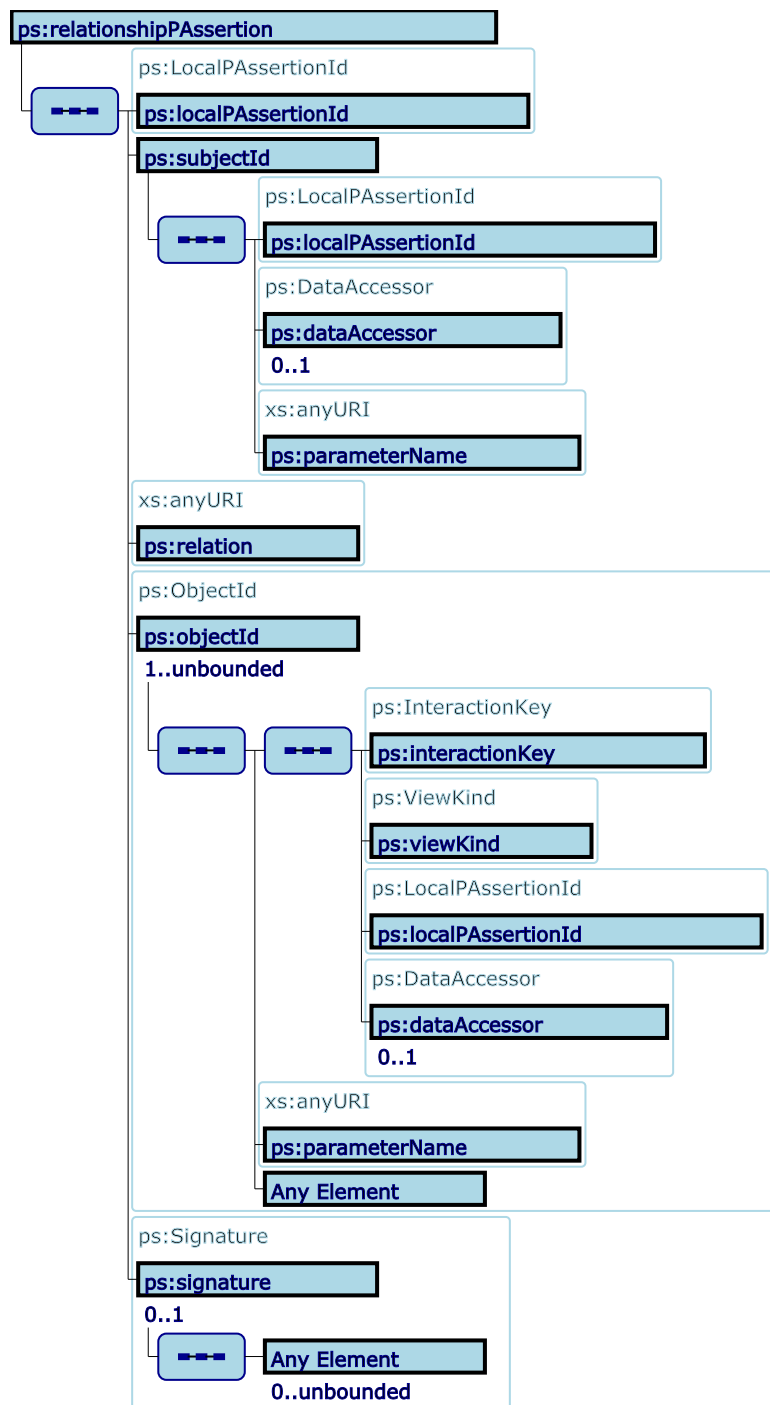 ps:relationshipPAssertion
ps:LocalPAssertionId
ps:localPAssertionId
ps:subjectId
ps:LocalPAssertionId
ps:localPAssertionId
ps:DataAccessor
ps:dataAccessor
0..1
xs:anyURI
ps:parameterName
xs:anyURI
ps:relation
ps:ObjectId
ps:objectId
1..unbounded
ps:InteractionKey
ps:interactionKey
ps:ViewKind
ps:viewKind
ps:LocalPAssertionId
ps:localPAssertionId
ps:DataAccessor
ps:dataAccessor
0..1
xs:anyURI
ps:parameterName
Any Element
ps:Signature
ps:signature
0..1
Any Element
0..unbounded